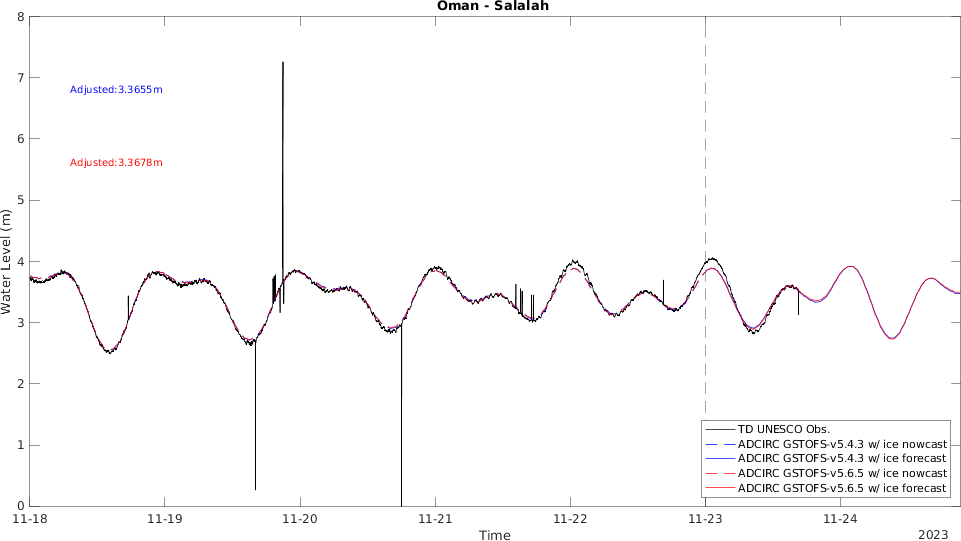 Oman - Salalah
8
7
6
5
4
3
2
1
0
Water Level (m)
Adjusted:3.3655m
Adjusted:3.3678m
TD UNESCO Obs.
ADCIRC GSTOFS-v5.4.3 w/ ice nowcast
ADCIRC GSTOFS-v5.4.3 w/ ice forecast
ADCIRC GSTOFS-v5.6.5 w/ ice nowcast
ADCIRC GSTOFS-v5.6.5 w/ ice forecast
11-18 11-19 11-20 11-21 11-22 11-23 11-24
Time
2023